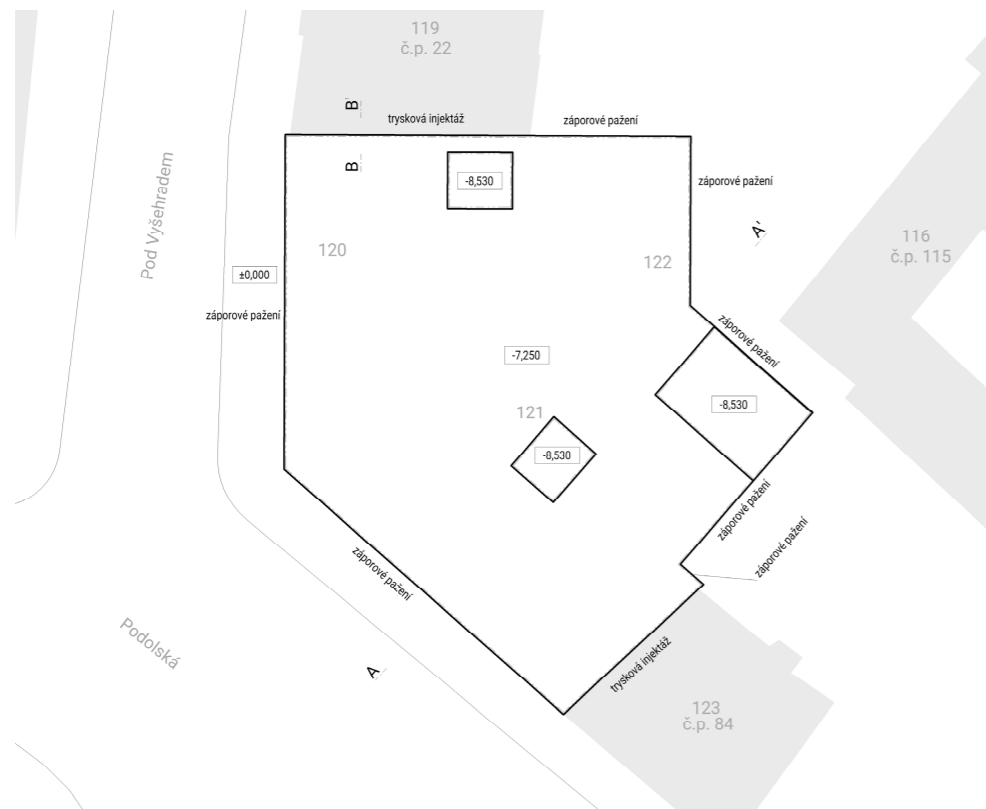 119
č.p. 22
B'
trysková injektáž
záporové pažení
B
-8,530
záporové pažení
Pod Vyšehradem
120
A'
116
č.p. 115
122
±0,000
záporové pažení
záporové pažení
-7,250
-8,530
121
-8,530
záporové pažení
záporové pažení
záporové pažení
Podolská
A
trysková injektáž
123
č.p. 84